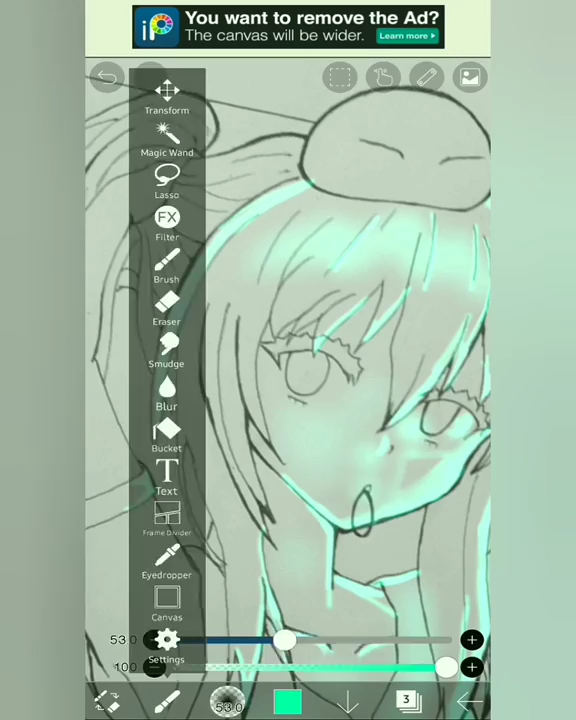 You want to remove the Ad?
The canvas will be wider.
Learn more
Transform
Magic Wand
Lasso
FX
Filter
Brush
Eraser
Smudge
Blur
Bucket
T
Text
Frame Divider
Eyedropper
Canvas
53.0
Settings
100
53.0
3